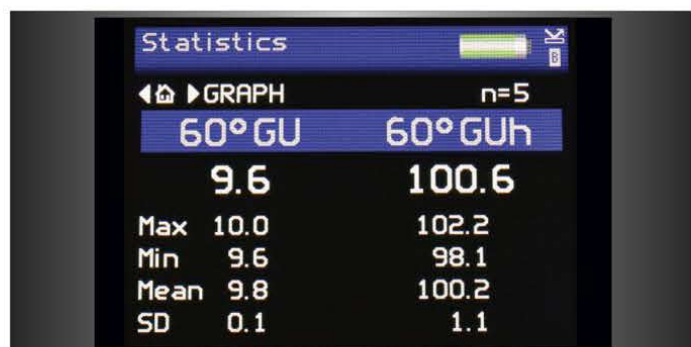 Statistics
B
GRAPH n=5
60°GU 60°GUh
9.6 100.6
Max 10.0 102.2
Min 9.6 98.1
Mean 9.8 100.2
SD 0.1 1.1